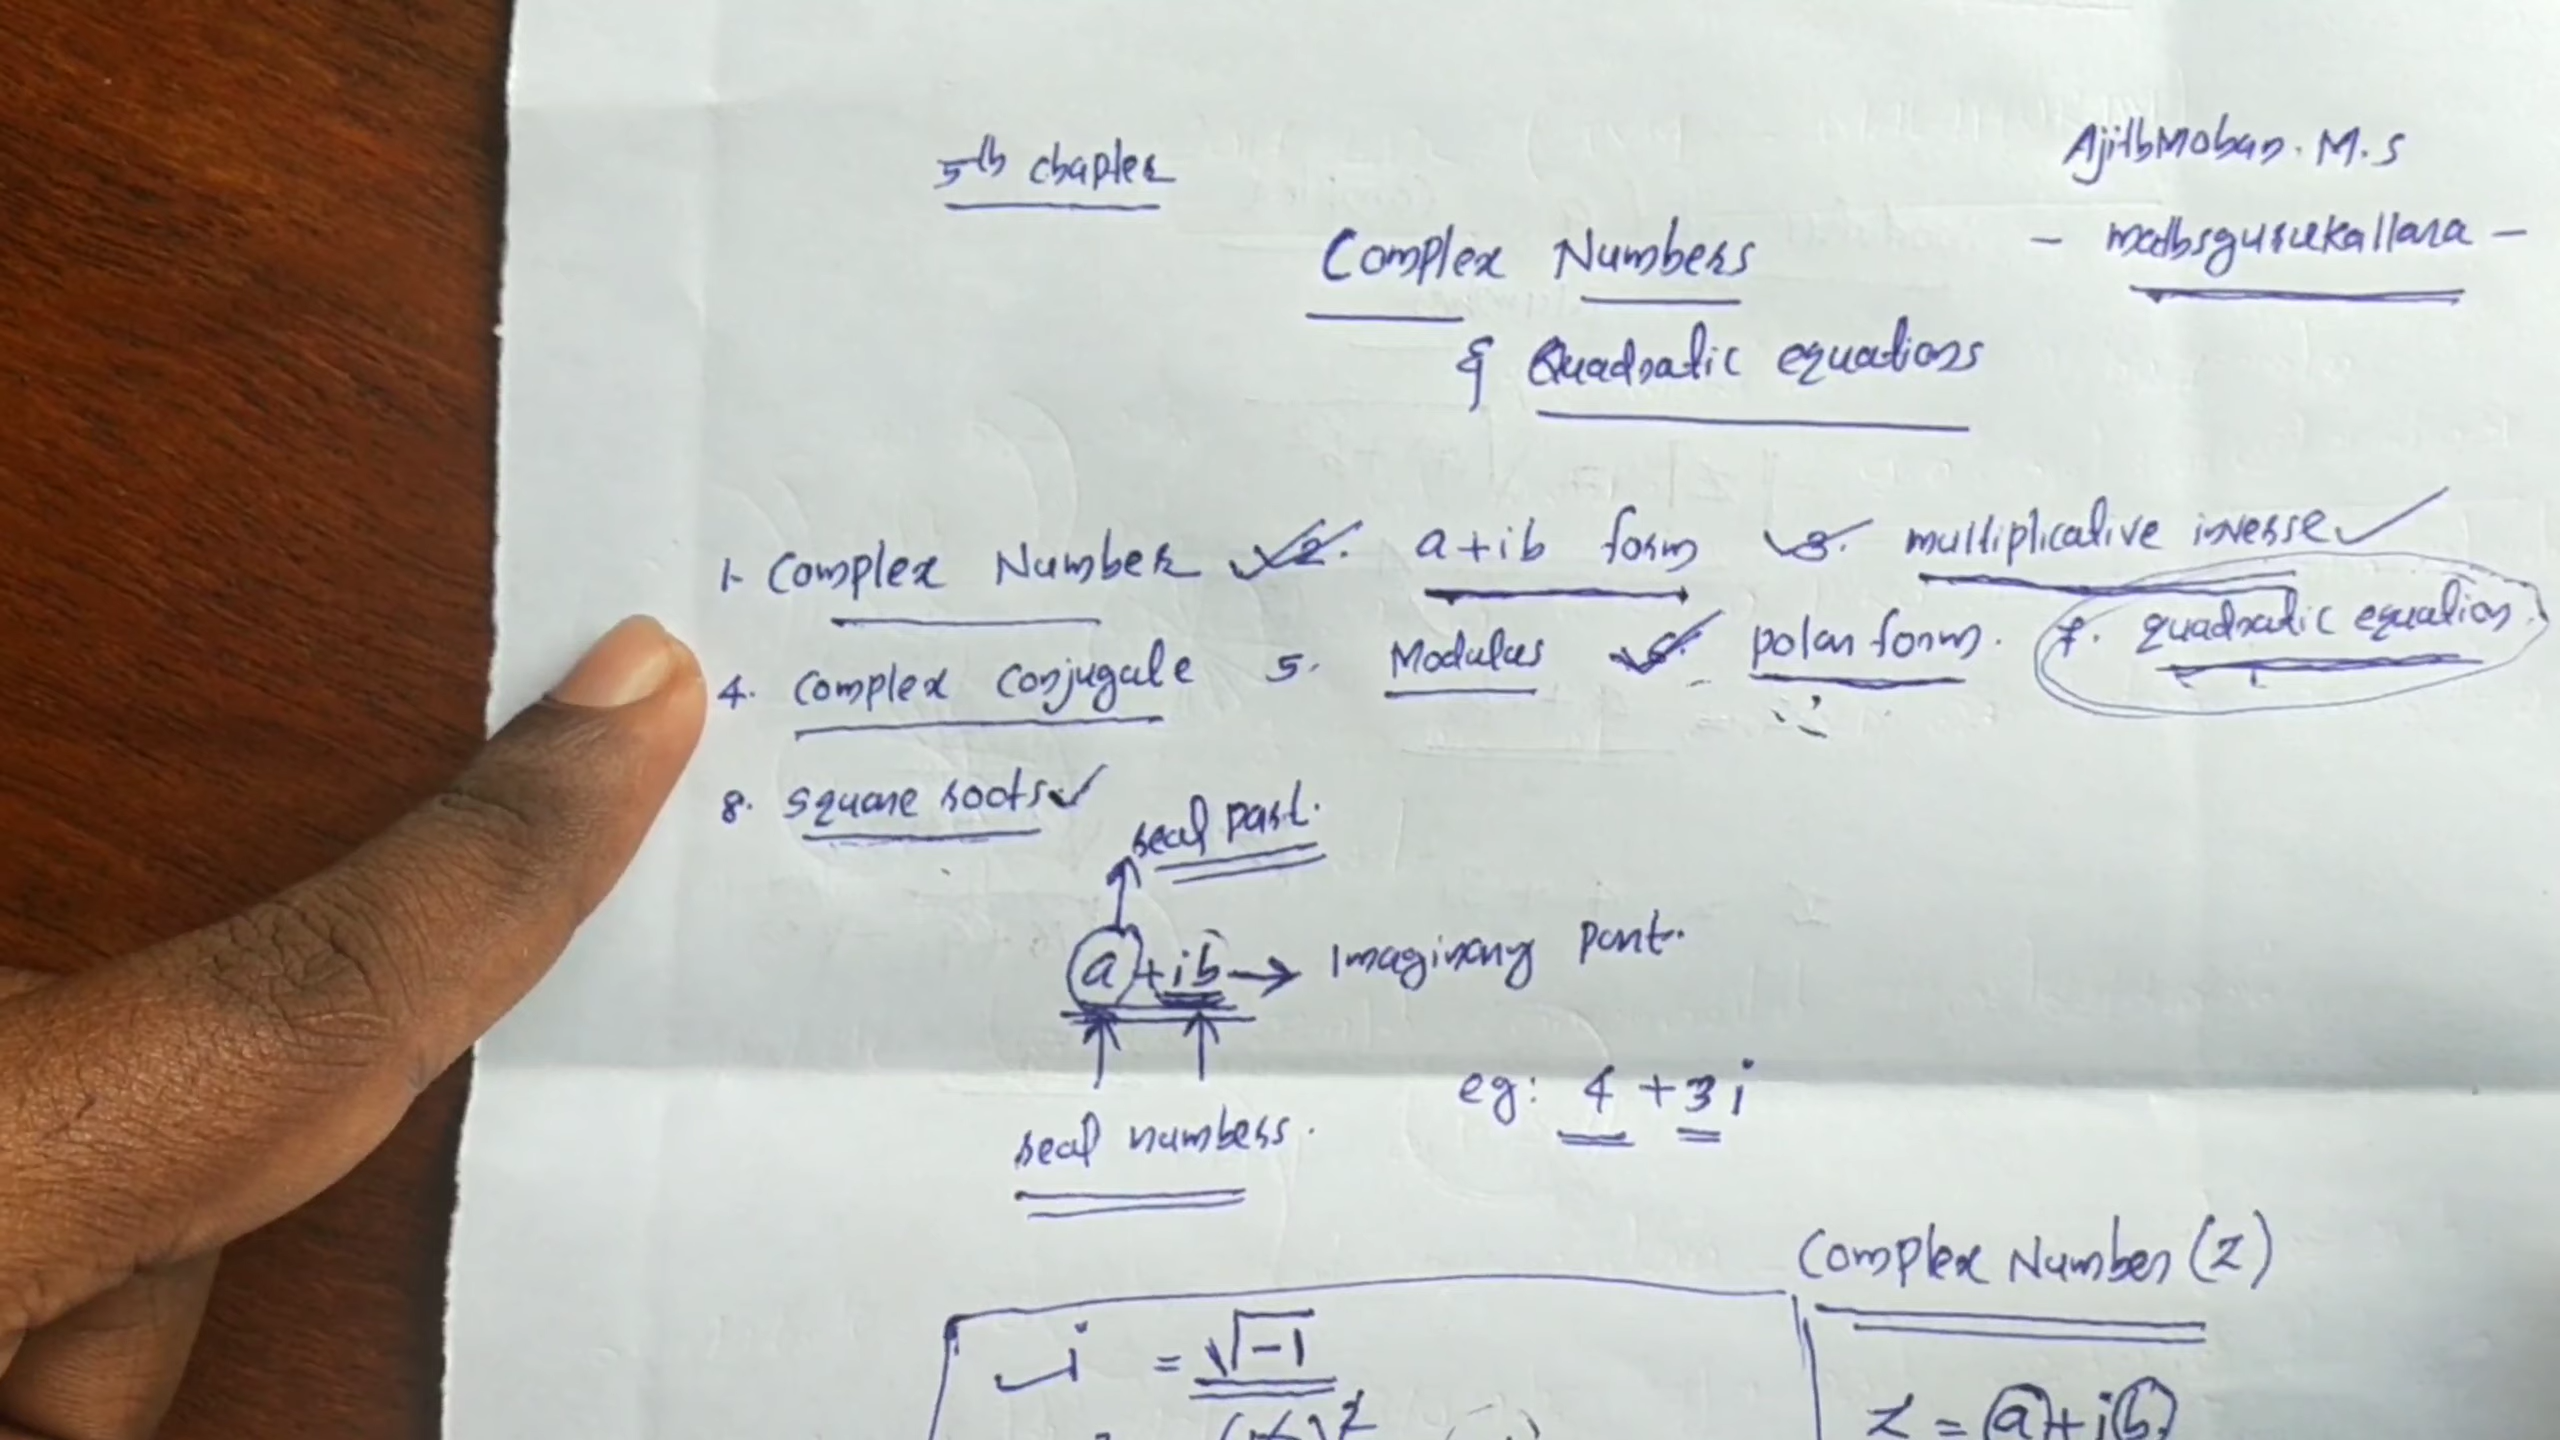 5th chapter
AjithMohan. M.S
- mathsgurukallara -
Complex Numbers
& Quadratic equations
1. Complex Number ✓ 2. a+ib form ✓ 3. multiplicative inverse ✓
4. Complex Conjugate 5. Modulus ✓ 6. polar form. 7. quadratic equation.
8. square roots ✓
real part.
a+ib → Imaginary part.
real numbers.
eg: 4 + 3i
Complex Number (z)
✓ i = √-1
z = a + ib